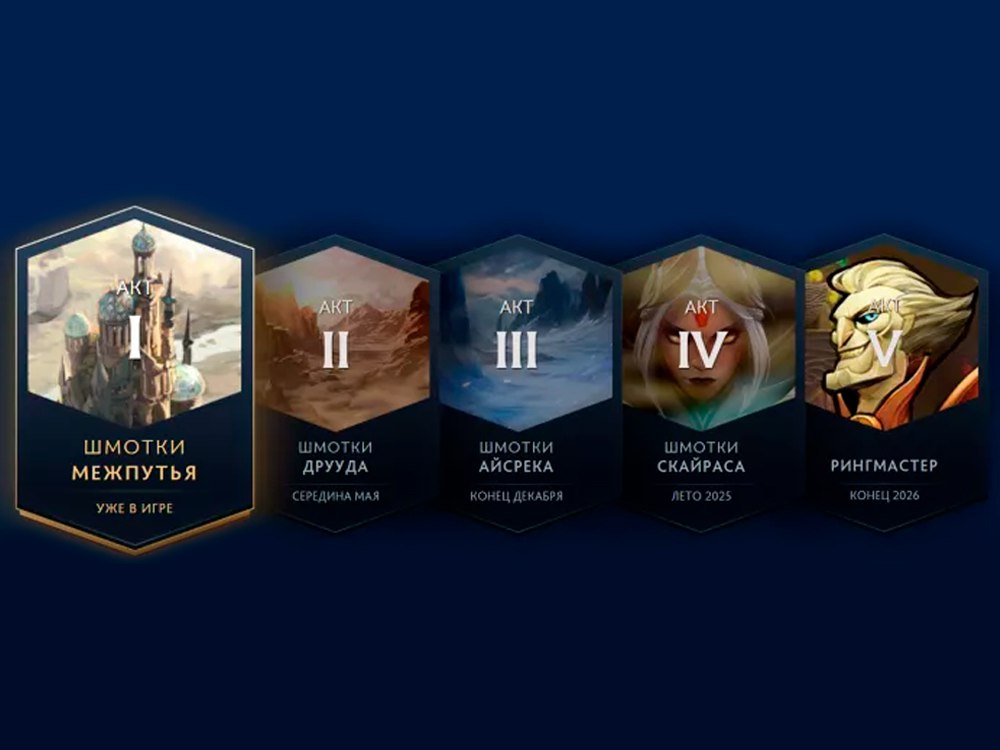 АКТ
I
ШМОТКИ
МЕЖПУТЬЯ
УЖЕ В ИГРЕ
АКТ
II
ШМОТКИ
ДРУУДА
СЕРЕДИНА МАЯ
АКТ
III
ШМОТКИ
АЙСРЕКА
КОНЕЦ ДЕКАБРЯ
АКТ
IV
ШМОТКИ
СКАЙРАСА
ЛЕТО 2025
АКТ
V
РИНГМАСТЕР
КОНЕЦ 2026